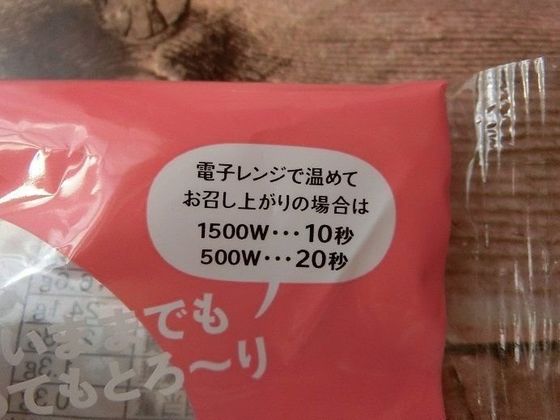 電子レンジで温めて
お召し上がりの場合は
1500W･･･10秒
500W･･･20秒
いままでも
てもとろ～り